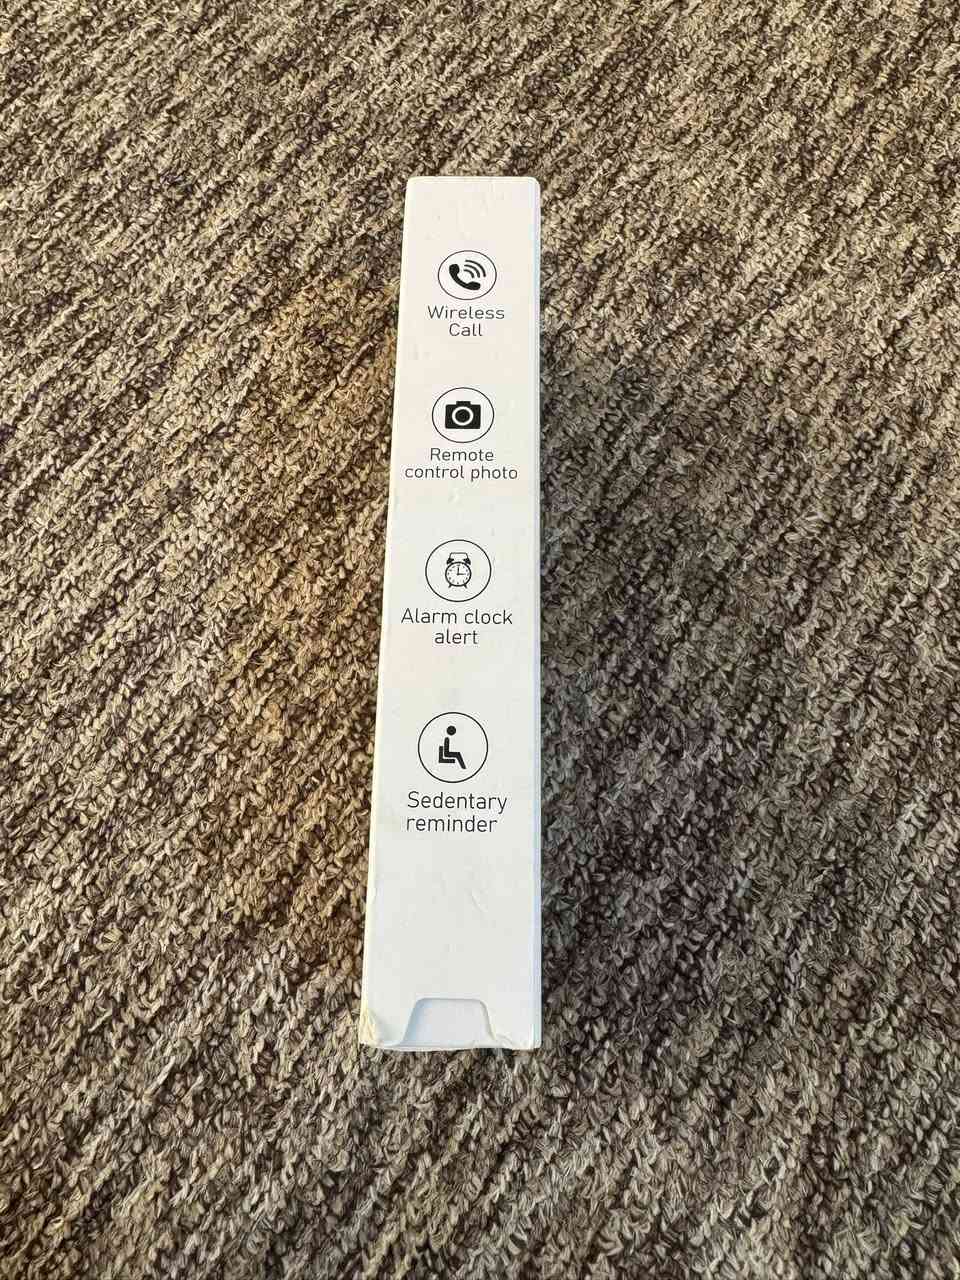 Wireless
Call
Remote
control photo
Alarm clock
alert
Sedentary
reminder